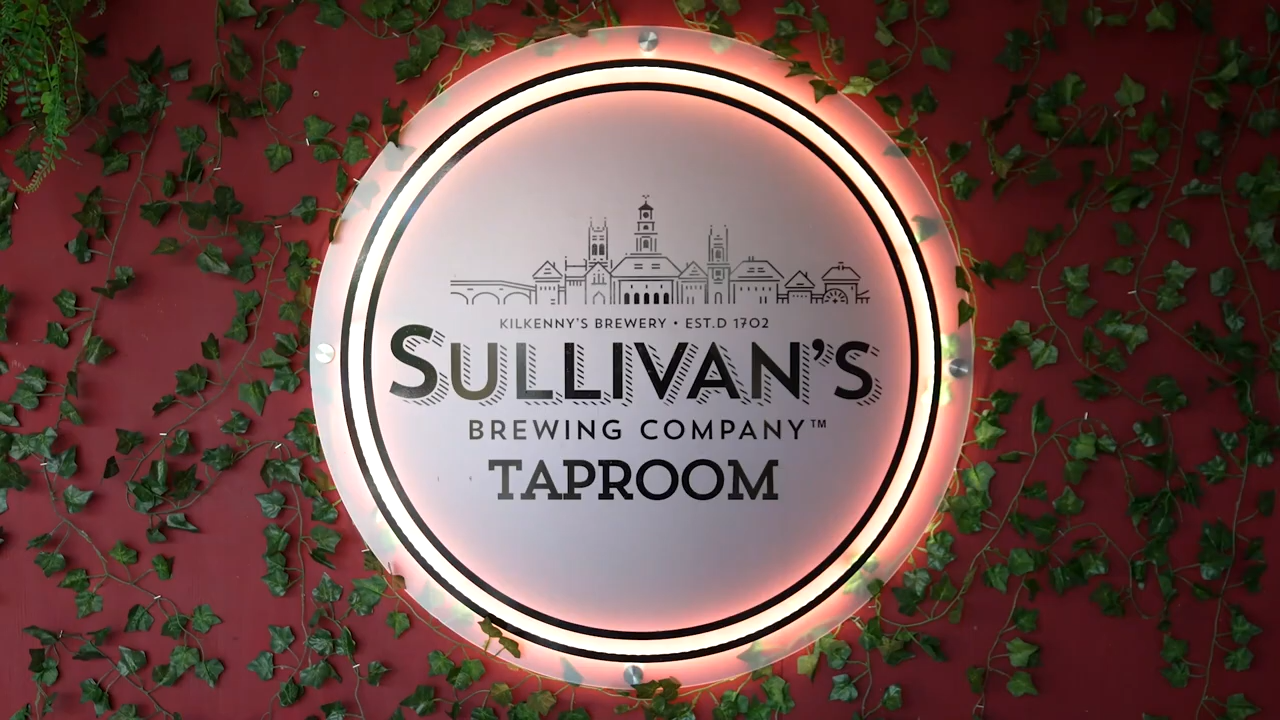 KILKENNY'S BREWERY • EST.D 1702
SULLIVAN'S
BREWING COMPANY™
TAPROOM